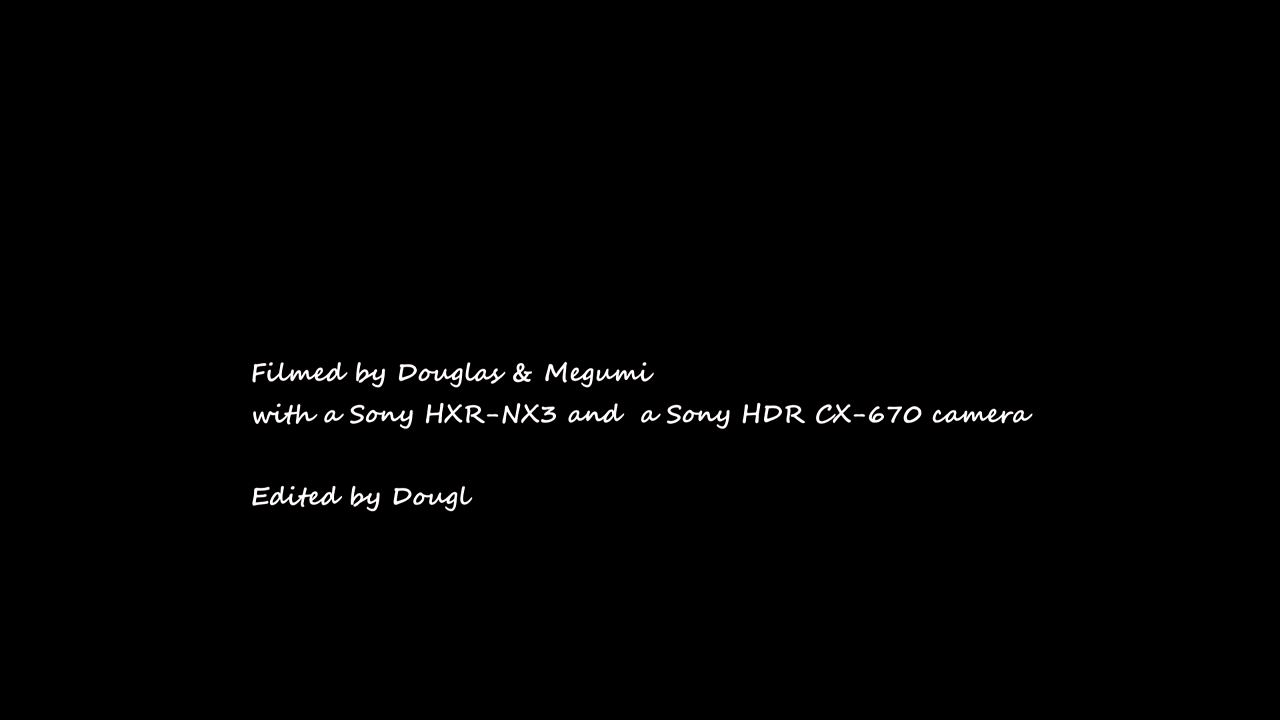 Filmed by Douglas & Megumi
with a Sony HXR-NX3 and  a Sony HDR CX-670 camera
Edited by Dougl